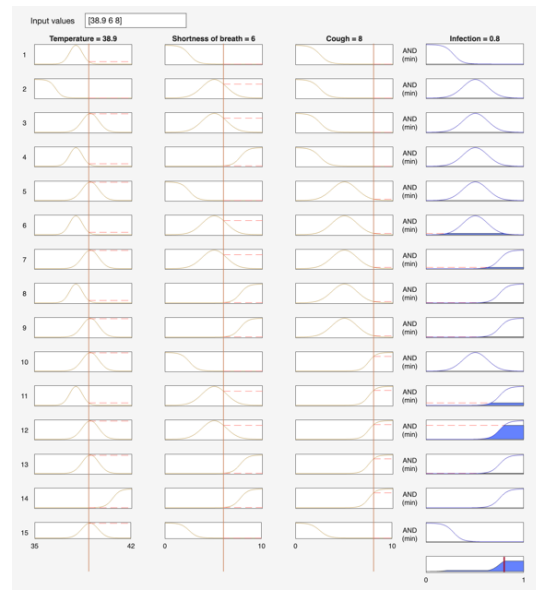 Input values [38.9 6 8]
Temperature = 38.9 Shortness of breath = 6 Cough = 8 Infection = 0.8
1 AND (min)
2 AND (min)
3 AND (min)
4 AND (min)
5 AND (min)
6 AND (min)
7 AND (min)
8 AND (min)
9 AND (min)
10 AND (min)
11 AND (min)
12 AND (min)
13 AND (min)
14 AND (min)
15 AND (min)
35 42 0 10 0 10
0 1